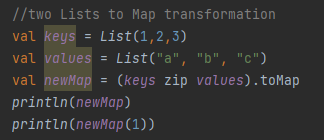 //two Lists to Map transformation
val keys = List(1,2,3)
val values = List("a", "b", "c")
val newMap = (keys zip values).toMap
println(newMap)
println(newMap(1))